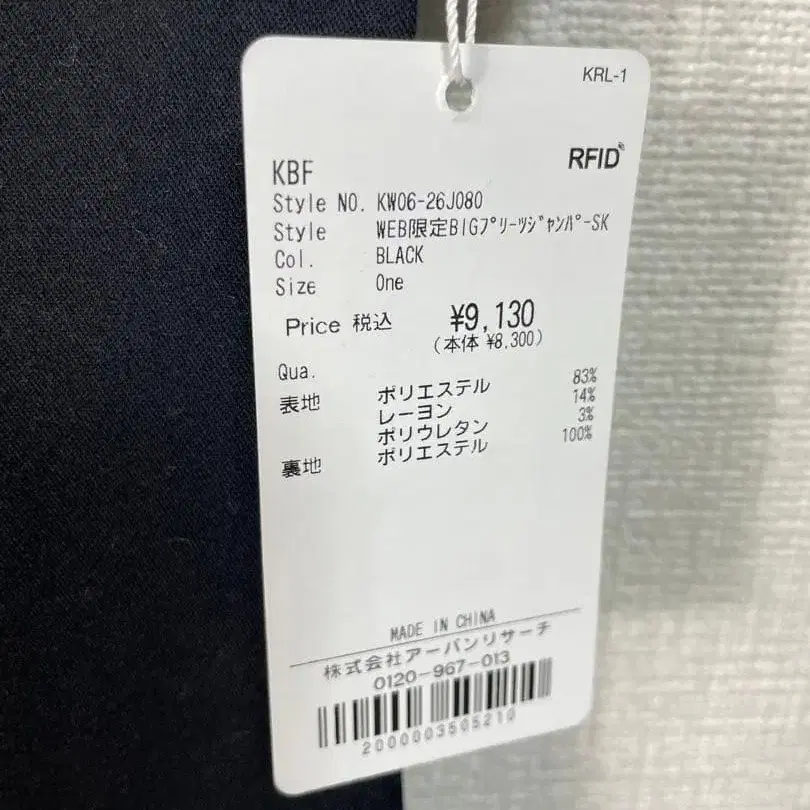 KRL-1
RFID
KBF
Style NO. KW06-26J080
Style WEB限定BIGﾌﾟﾘｰﾂｼﾞｬﾝﾊﾟｰSK
Col. BLACK
Size One
Price 税込 ¥9,130
(本体 ¥8,300)
Qua.
表地 ポリエステル 83%
レーヨン 14%
ポリウレタン 3%
裏地 ポリエステル 100%
MADE IN CHINA
株式会社アーバンリサーチ
0120-967-013
2000003505210